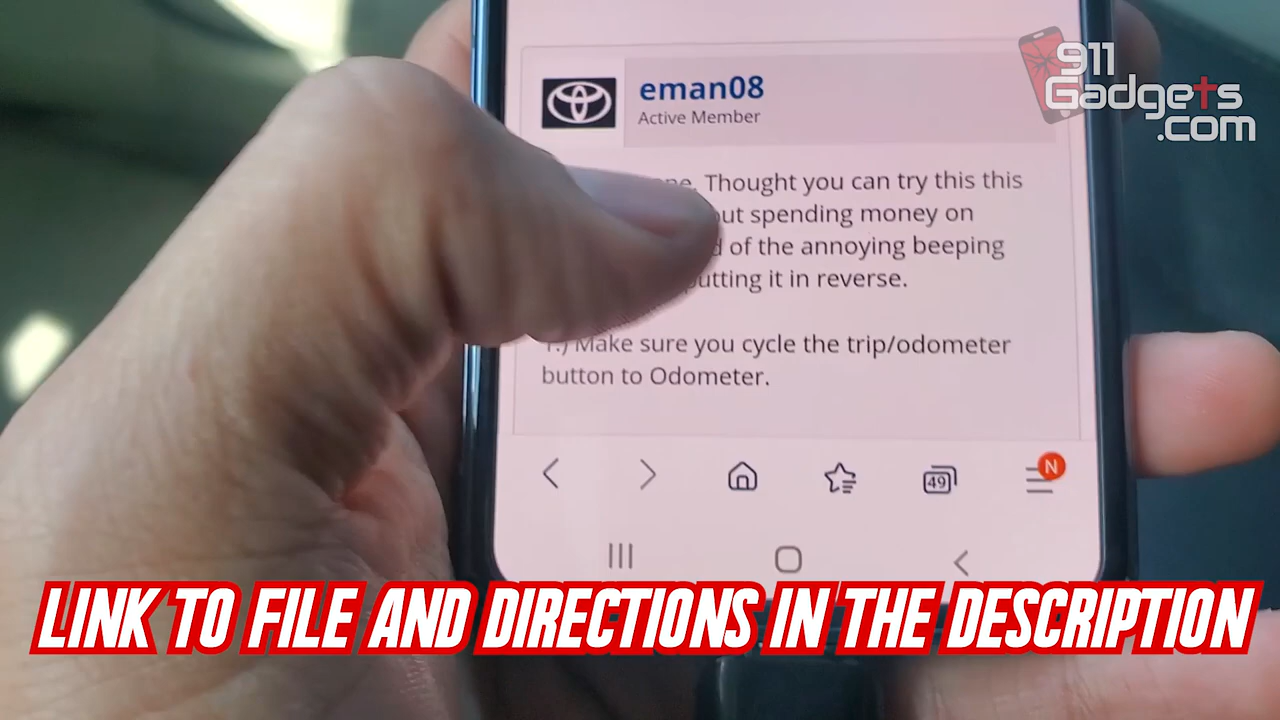 911
Gadgets
.com
eman08
Active Member
Thought you can try this this
spending money on
of the annoying beeping
it in reverse.
Make sure you cycle the trip/odometer
button to Odometer.
49
N
LINK TO FILE AND DIRECTIONS IN THE DESCRIPTION